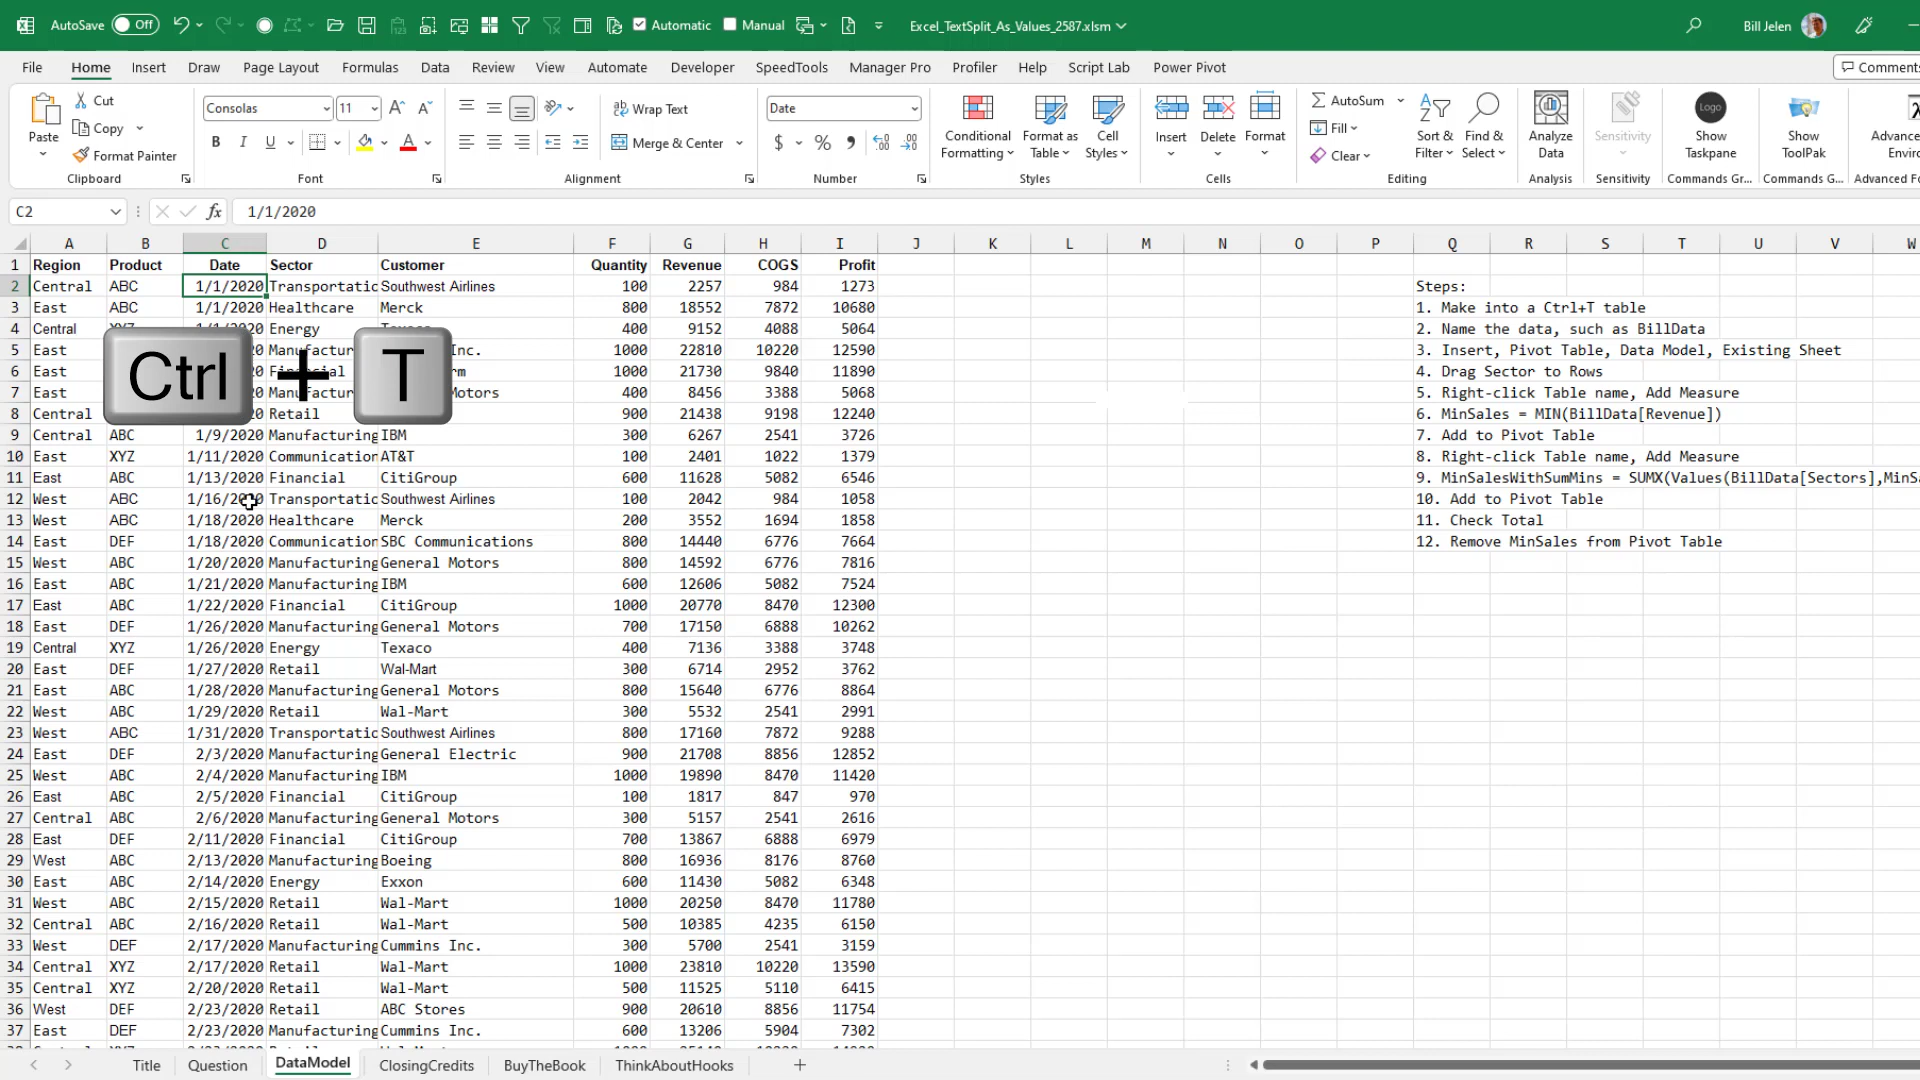 AutoSave Off Automatic Manual Excel_TextSplit_As_Values_2587.xlsm Bill Jelen
File Home Insert Draw Page Layout Formulas Data Review View Automate Developer SpeedTools Manager Pro Profiler Help Script Lab Power Pivot Comments
Paste Cut Copy Format Painter Clipboard
Consolas 11 B I U Font
Wrap Text Merge & Center Alignment
Date $ % Number
Conditional Formatting Format as Table Cell Styles Styles
Insert Delete Format Cells
AutoSum Fill Clear Sort & Filter Find & Select Editing
Analyze Data Analysis Sensitivity Sensitivity
Logo Show Taskpane Commands Gr... Show ToolPak Commands G...
C2 fx 1/1/2020
A B C D E F G H I J K L M N O P Q R S T U V W
1 Region Product Date Sector Customer Quantity Revenue COGS Profit
2 Central ABC 1/1/2020 Transportatic Southwest Airlines 100 2257 984 1273 Steps:
3 East ABC 1/1/2020 Healthcare Merck 800 18552 7872 10680 1. Make into a Ctrl+T table
4 Central Energy 400 9152 4088 5064 2. Name the data, such as BillData
5 East Inc. 1000 22810 10220 12590 3. Insert, Pivot Table, Data Model, Existing Sheet
6 East 1000 21730 9840 11890 4. Drag Sector to Rows
7 East Motors 400 8456 3388 5068 5. Right-click Table name, Add Measure
8 Central Retail 900 21438 9198 12240 6. MinSales = MIN(BillData[Revenue])
Ctrl + T
9 Central ABC 1/9/2020 Manufacturing IBM 300 6267 2541 3726 7. Add to Pivot Table
10 East XYZ 1/11/2020 Communication AT&T 100 2401 1022 1379 8. Right-click Table name, Add Measure
11 East ABC 1/13/2020 Financial CitiGroup 600 11628 5082 6546 9. MinSalesWithSumMins = SUMX(Values(BillData[Sectors],MinSa
12 West ABC 1/16/2020 Transportatic Southwest Airlines 100 2042 984 1058 10. Add to Pivot Table
13 West ABC 1/18/2020 Healthcare Merck 200 3552 1694 1858 11. Check Total
14 East DEF 1/18/2020 Communication SBC Communications 800 14440 6776 7664 12. Remove MinSales from Pivot Table
15 West ABC 1/20/2020 Manufacturing General Motors 800 14592 6776 7816
16 East ABC 1/21/2020 Manufacturing IBM 600 12606 5082 7524
17 East ABC 1/22/2020 Financial CitiGroup 1000 20770 8470 12300
18 East DEF 1/26/2020 Manufacturing General Motors 700 17150 6888 10262
19 Central XYZ 1/26/2020 Energy Texaco 400 7136 3388 3748
20 East DEF 1/27/2020 Retail Wal-Mart 300 6714 2952 3762
21 East ABC 1/28/2020 Manufacturing General Motors 800 15640 6776 8864
22 West ABC 1/29/2020 Retail Wal-Mart 300 5532 2541 2991
23 West ABC 1/31/2020 Transportatic Southwest Airlines 800 17160 7872 9288
24 East DEF 2/3/2020 Manufacturing General Electric 900 21708 8856 12852
25 West ABC 2/4/2020 Manufacturing IBM 1000 19890 8470 11420
26 East ABC 2/5/2020 Financial CitiGroup 100 1817 847 970
27 Central ABC 2/6/2020 Manufacturing General Motors 300 5157 2541 2616
28 East DEF 2/11/2020 Financial CitiGroup 700 13867 6888 6979
29 West ABC 2/13/2020 Manufacturing Boeing 800 16936 8176 8760
30 East ABC 2/14/2020 Energy Exxon 600 11430 5082 6348
31 West ABC 2/15/2020 Retail Wal-Mart 1000 20250 8470 11780
32 Central ABC 2/16/2020 Retail Wal-Mart 500 10385 4235 6150
33 West DEF 2/17/2020 Manufacturing Cummins Inc. 300 5700 2541 3159
34 Central XYZ 2/17/2020 Retail Wal-Mart 1000 23810 10220 13590
35 Central XYZ 2/20/2020 Retail Wal-Mart 500 11525 5110 6415
36 West DEF 2/23/2020 Retail ABC Stores 900 20610 8856 11754
37 East DEF 2/23/2020 Manufacturing Cummins Inc. 600 13206 5904 7302
Title Question DataModel ClosingCredits BuyTheBook ThinkAboutHooks